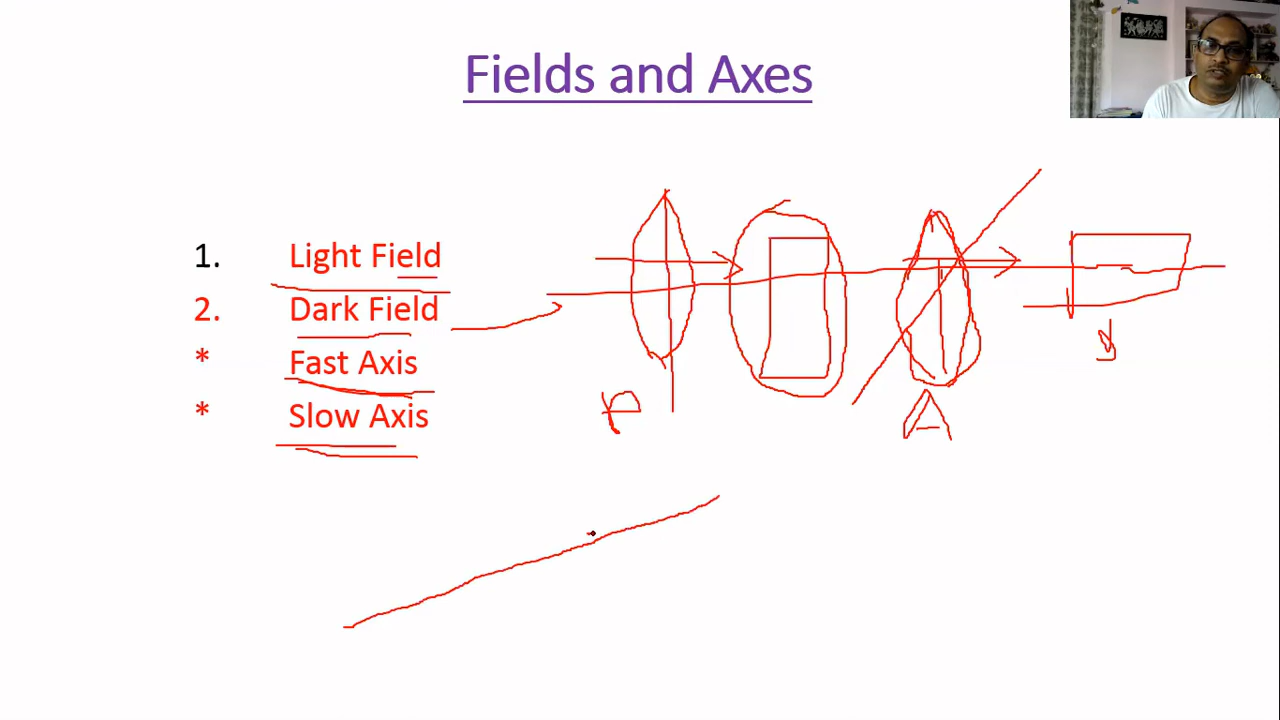 Fields and Axes
1. Light Field
2. Dark Field
* Fast Axis
* Slow Axis
P
A